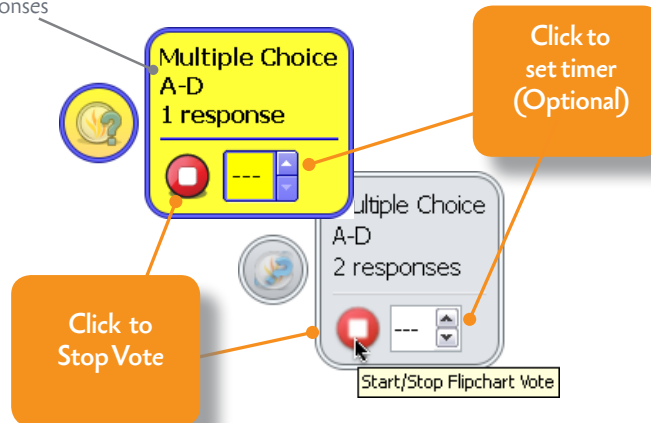 onses
Multiple Choice
A-D
1 response
---
Click to
set timer
(Optional)
ultiple Choice
A-D
2 responses
---
Click to
Stop Vote
Start/Stop Flipchart Vote